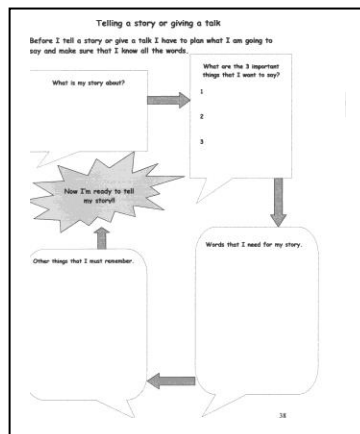 Telling a story or giving a talk
Before I tell a story or give a talk I have to plan what I am going to
say and make sure that I know all the words.
What is my story about?
What are the 3 important
things that I want to say?
1
2
3
Words that I need for my story.
Other things that I must remember.
Now I'm ready to tell
my story!!
38